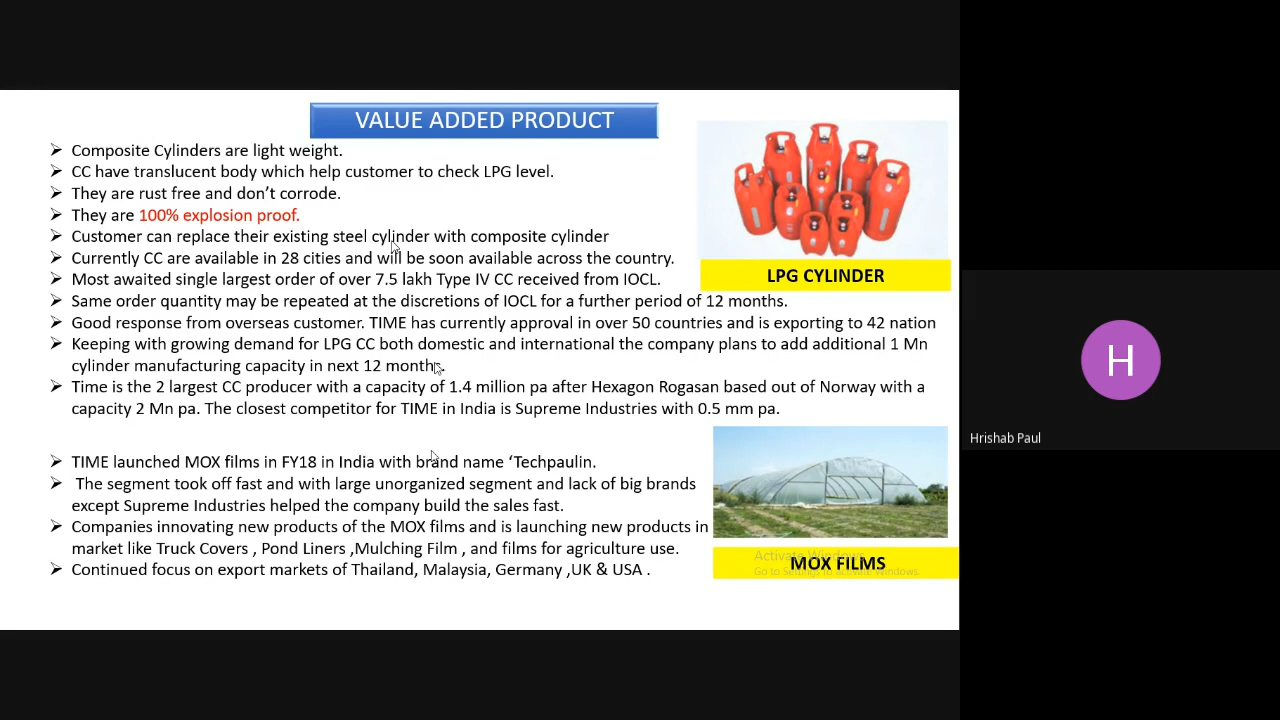 VALUE ADDED PRODUCT
Composite Cylinders are light weight.
CC have translucent body which help customer to check LPG level.
They are rust free and don’t corrode.
They are 100% explosion proof.
Customer can replace their existing steel cylinder with composite cylinder
Currently CC are available in 28 cities and will be soon available across the country.
Most awaited single largest order of over 7.5 lakh Type IV CC received from IOCL.
Same order quantity may be repeated at the discretions of IOCL for a further period of 12 months.
Good response from overseas customer. TIME has currently approval in over 50 countries and is exporting to 42 nation
Keeping with growing demand for LPG CC both domestic and international the company plans to add additional 1 Mn
cylinder manufacturing capacity in next 12 months.
Time is the 2 largest CC producer with a capacity of 1.4 million pa after Hexagon Rogasan based out of Norway with a
capacity 2 Mn pa. The closest competitor for TIME in India is Supreme Industries with 0.5 mm pa.
LPG CYLINDER
TIME launched MOX films in FY18 in India with brand name ‘Techpaulin.
The segment took off fast and with large unorganized segment and lack of big brands
except Supreme Industries helped the company build the sales fast.
Companies innovating new products of the MOX films and is launching new products in
market like Truck Covers , Pond Liners ,Mulching Film , and films for agriculture use.
Continued focus on export markets of Thailand, Malaysia, Germany ,UK & USA .
MOX FILMS
Activate Windows
Go to Settings to activate Windows.
H
Hrishab Paul